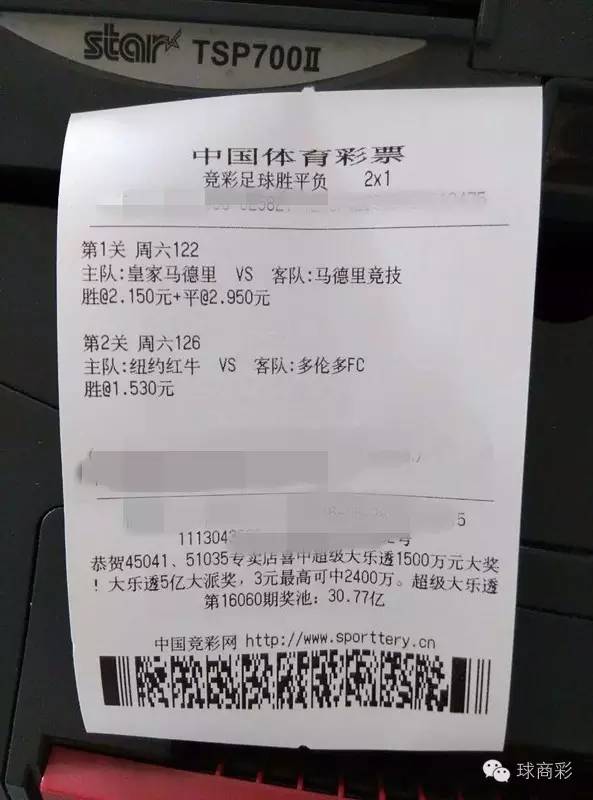 star TSP700II
中国体育彩票
竞彩足球胜平负 2x1
第1关 周六122
主队:皇家马德里 VS 客队:马德里竞技
胜@2.150元+平@2.950元
第2关 周六126
主队:纽约红牛 VS 客队:多伦多FC
胜@1.530元
恭贺45041、51035专卖店喜中超级大乐透1500万元大奖
！大乐透5亿大派奖，3元最高可中2400万。超级大乐透
第16060期奖池：30.77亿
中国竞彩网 http://www.sporttery.cn
球商彩